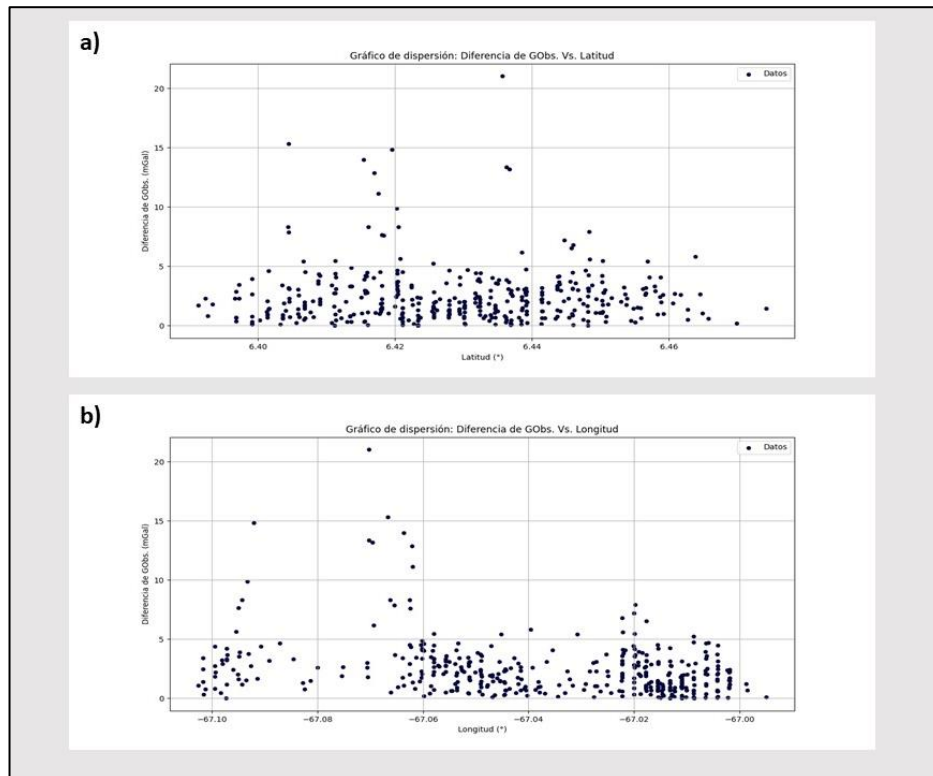 a)
Gráfico de dispersión: Diferencia de GObs. Vs. Latitud
Datos
Diferencia de GObs. (mGal)
20
15
10
5
0
6.40 6.42 6.44 6.46
Latitud (°)
b)
Gráfico de dispersión: Diferencia de GObs. Vs. Longitud
Datos
Diferencia de GObs. (mGal)
20
15
10
5
0
−67.10 −67.08 −67.06 −67.04 −67.02 −67.00
Longitud (°)